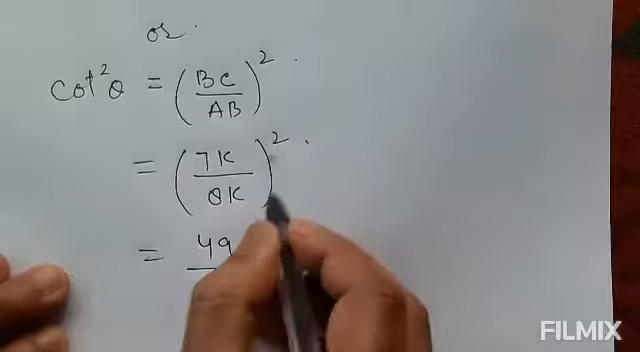 or.
cot²θ = (BC/AB)².
= (7K/8K)².
= 49
FILMIX